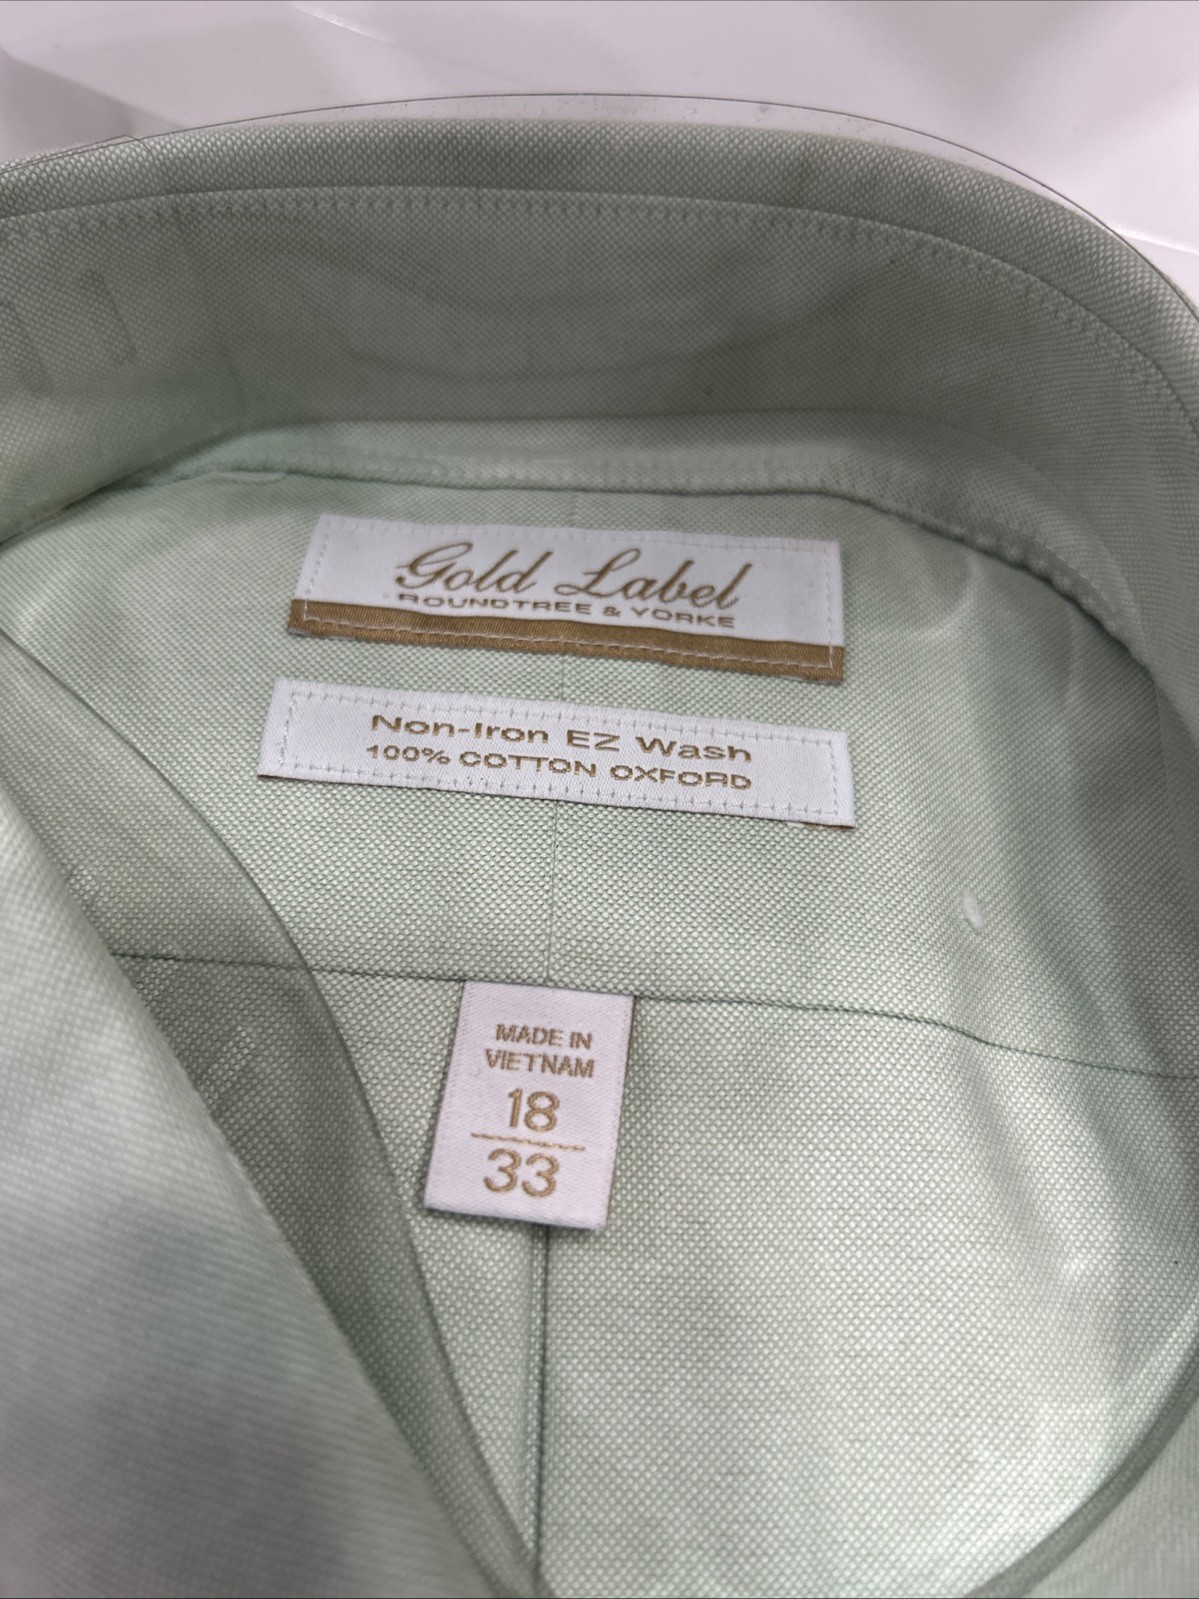 Gold Label
ROUNDTREE & YORKE
Non-Iron EZ Wash
100% COTTON OXFORD
MADE IN
VIETNAM
18
33